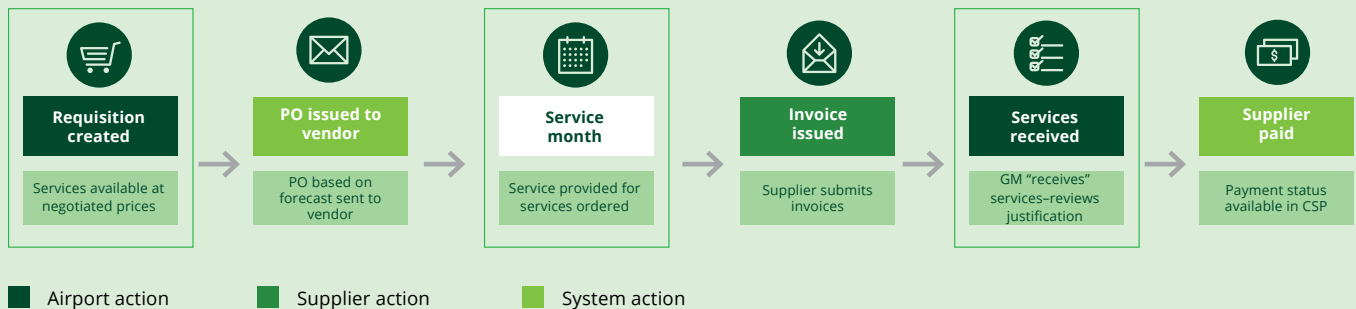 Requisition
created
Services available at
negotiated prices
PO issued to
vendor
PO based on
forecast sent to
vendor
Service
month
Service provided for
services ordered
Invoice
issued
Supplier submits
invoices
Services
received
GM “receives”
services–reviews
justification
$
Supplier
paid
Payment status
available in CSP
Airport action
Supplier action
System action